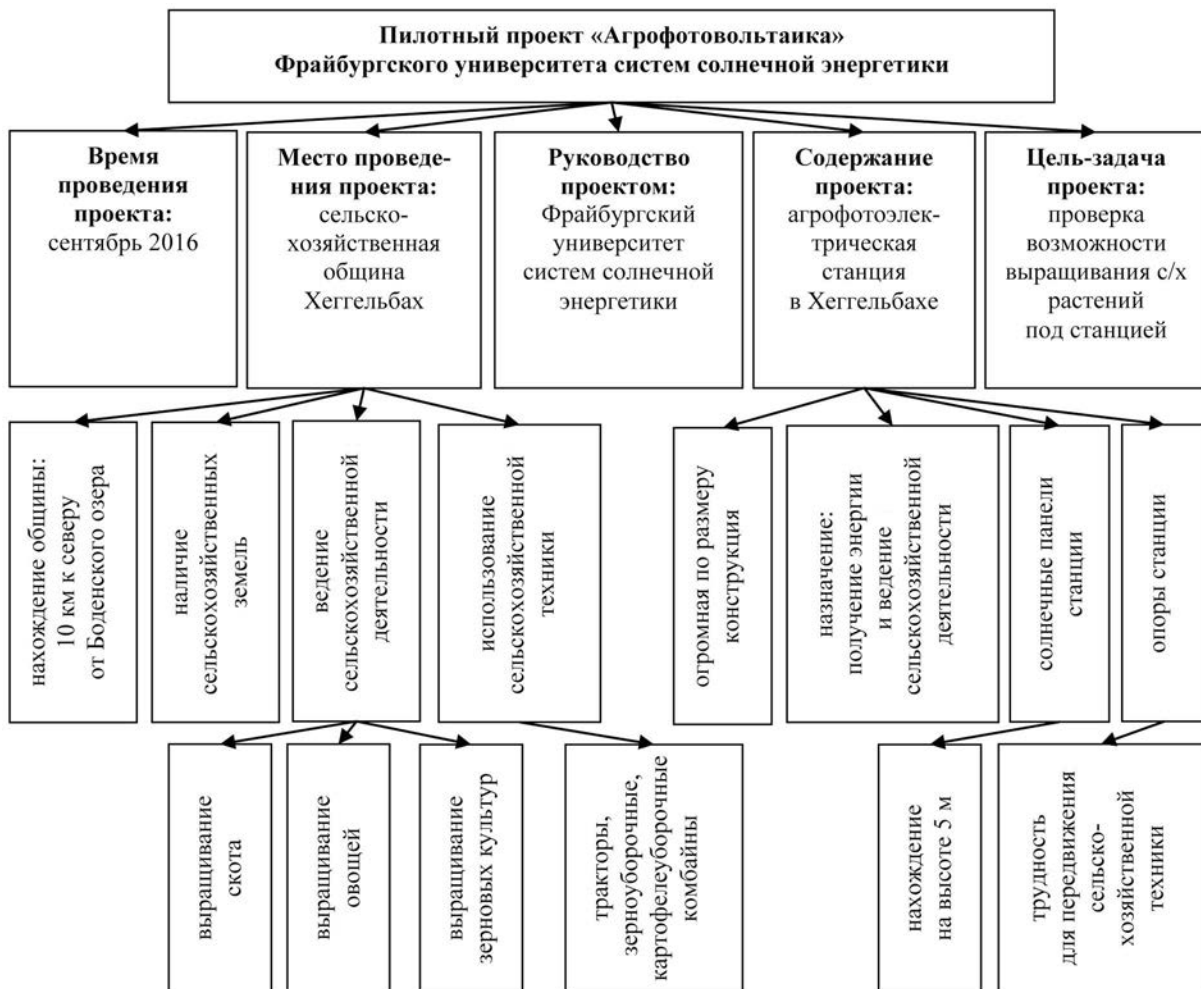 Пилотный проект «Агрофотовольтаика»
Фрайбургского университета систем солнечной энергетики
Время
проведения
проекта:
сентябрь 2016
Место проведе-
ния проекта:
сельско-
хозяйственная
община
Хеггельбах
Руководство
проектом:
Фрайбургский
университет
систем солнечной
энергетики
Содержание
проекта:
агрофотоэлек-
трическая
станция
в Хеггельбахе
Цель-задача
проекта:
проверка
возможности
выращивания с/х
растений
под станцией
нахождение общины:
10 км к северу
от Боденского озера
наличие
сельскохозяйственных
земель
ведение
сельскохозяйственной
деятельности
использование
сельскохозяйственной
техники
огромная по размеру
конструкция
назначение:
получение энергии
и ведение
сельскохозяйственной
деятельности
солнечные панели
станции
опоры станции
выращивание
скота
выращивание
овощей
выращивание
зерновых культур
тракторы,
зерноуборочные,
картофелеуборочные
комбайны
нахождение
на высоте 5 м
трудность
для передвижения
сельско-
хозяйственной
техники